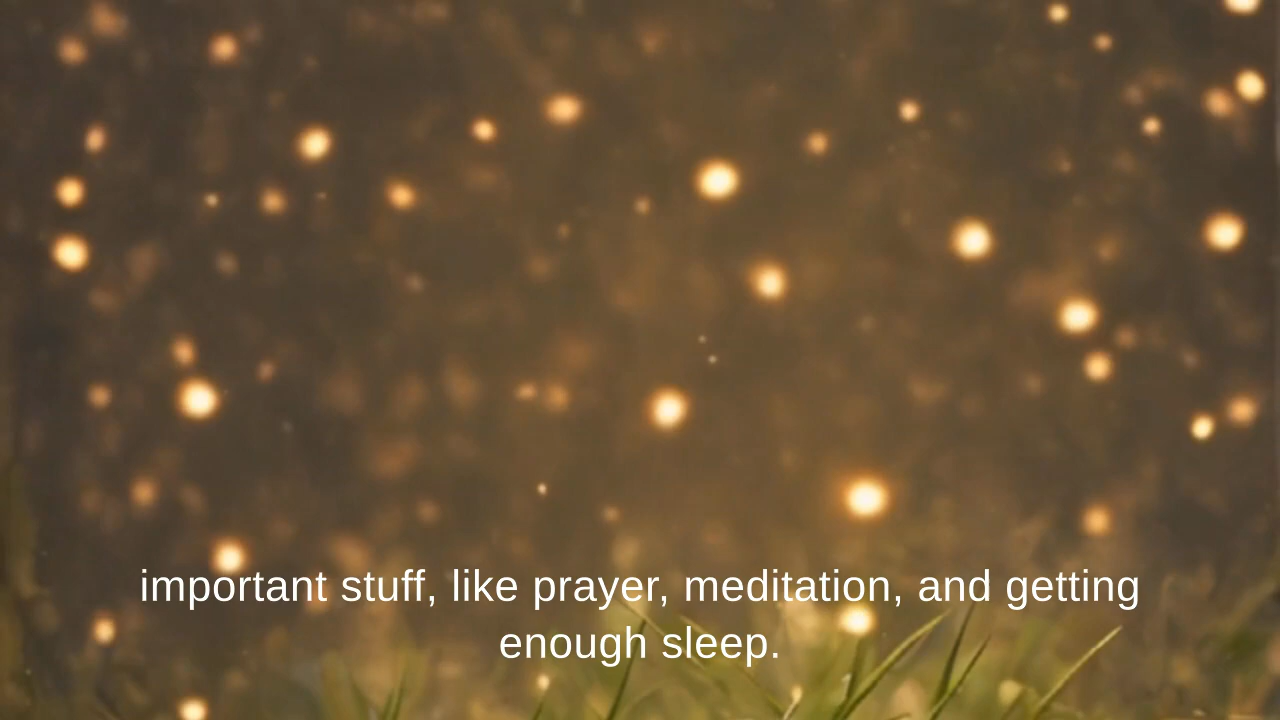 important stuff, like prayer, meditation, and getting
enough sleep.